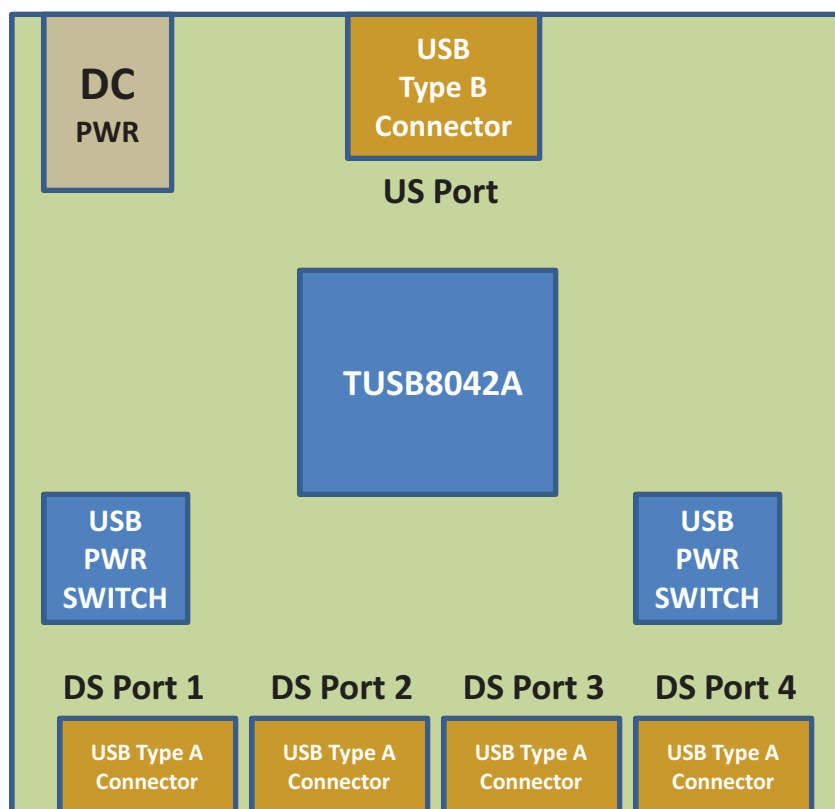 DC
PWR
USB
Type B
Connector
US Port
TUSB8042A
USB
PWR
SWITCH
USB
PWR
SWITCH
DS Port 1
DS Port 2
DS Port 3
DS Port 4
USB Type A
Connector
USB Type A
Connector
USB Type A
Connector
USB Type A
Connector